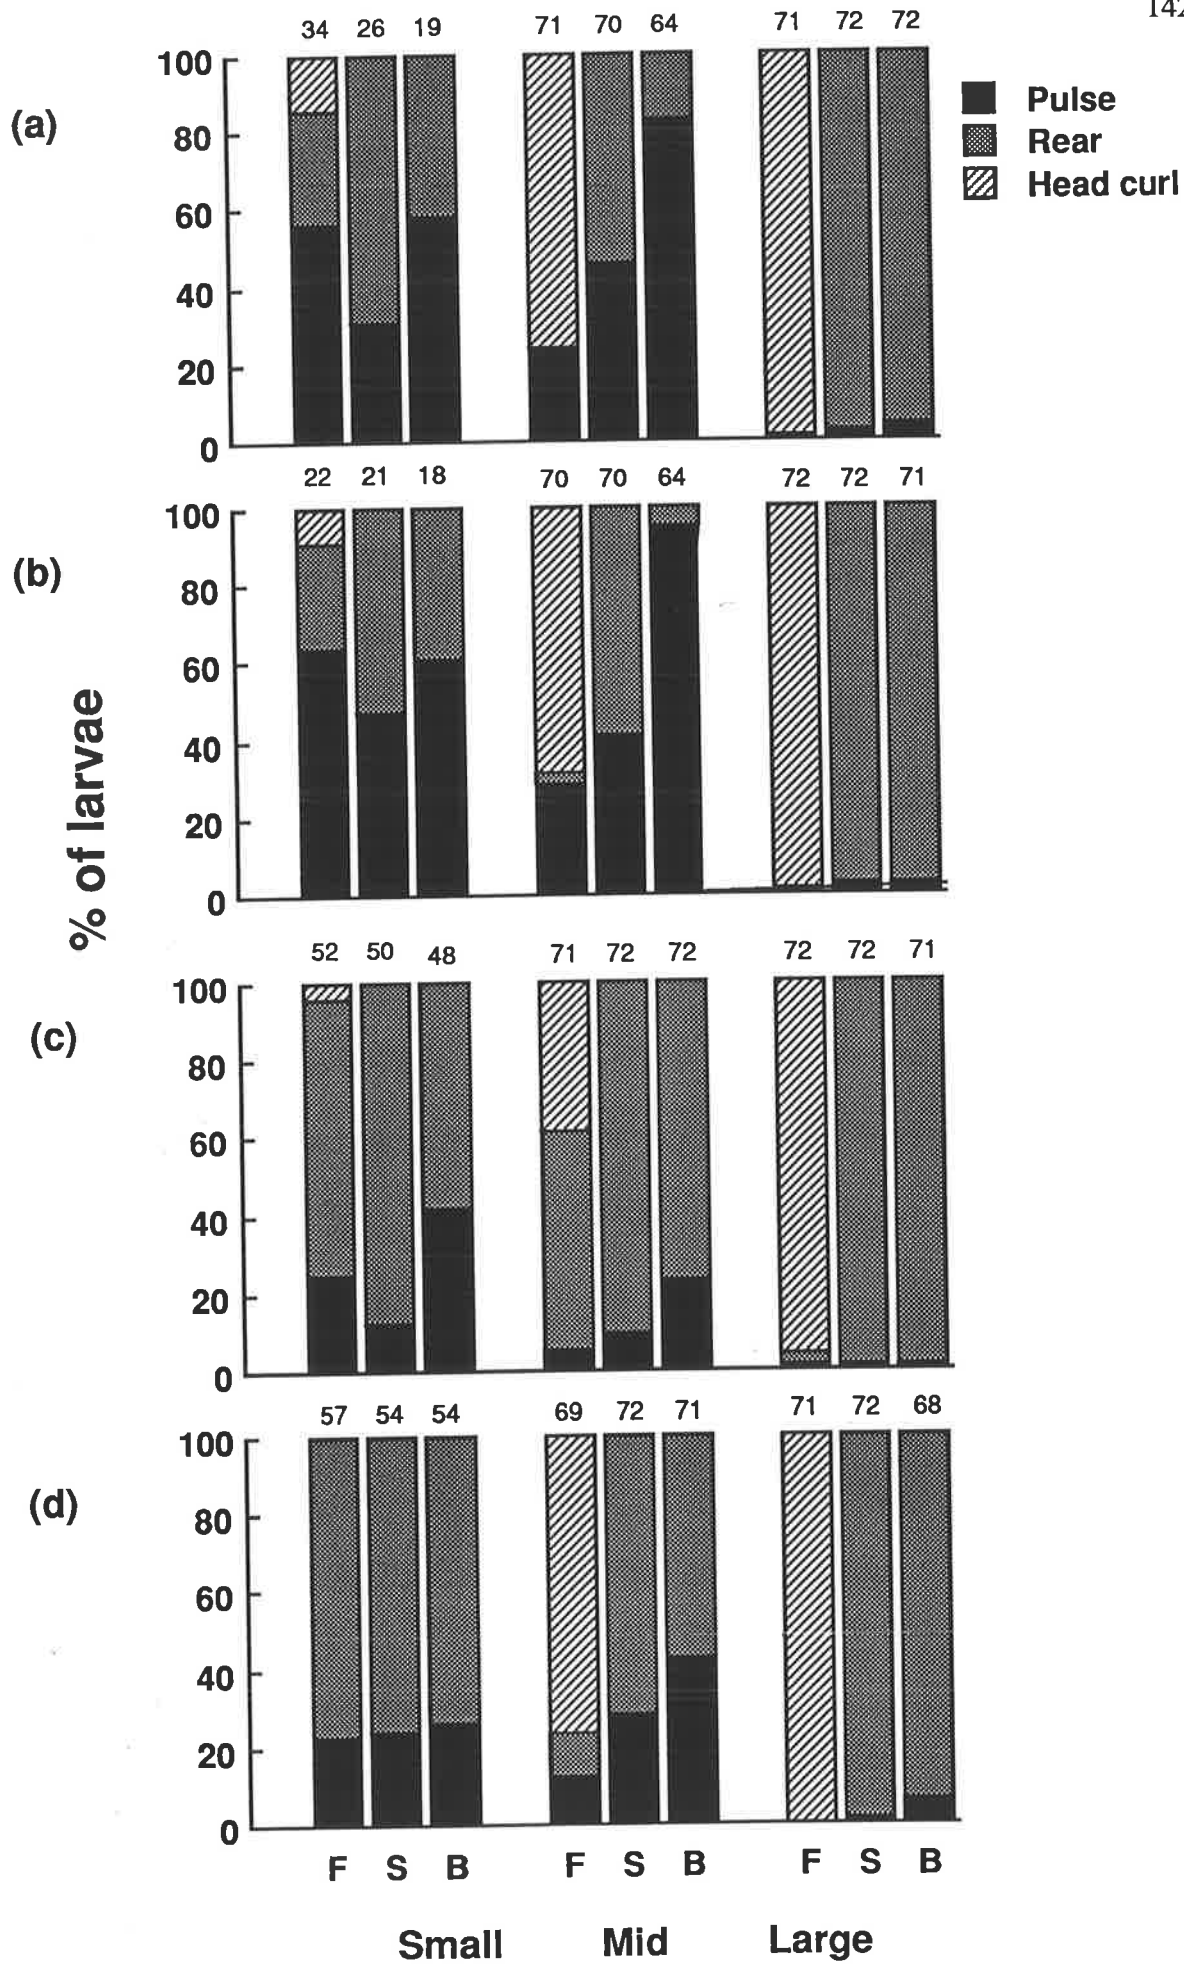 142
34 26 19 71 70 64 71 72 72
(a)
100
80
60
40
20
0
Pulse
Rear
Head curl
22 21 18 70 70 64 72 72 71
(b)
100
80
60
40
20
0
% of larvae
52 50 48 71 72 72 72 72 71
(c)
100
80
60
40
20
0
57 54 54 69 72 71 71 72 68
(d)
100
80
60
40
20
0
F S B F S B F S B
Small Mid Large